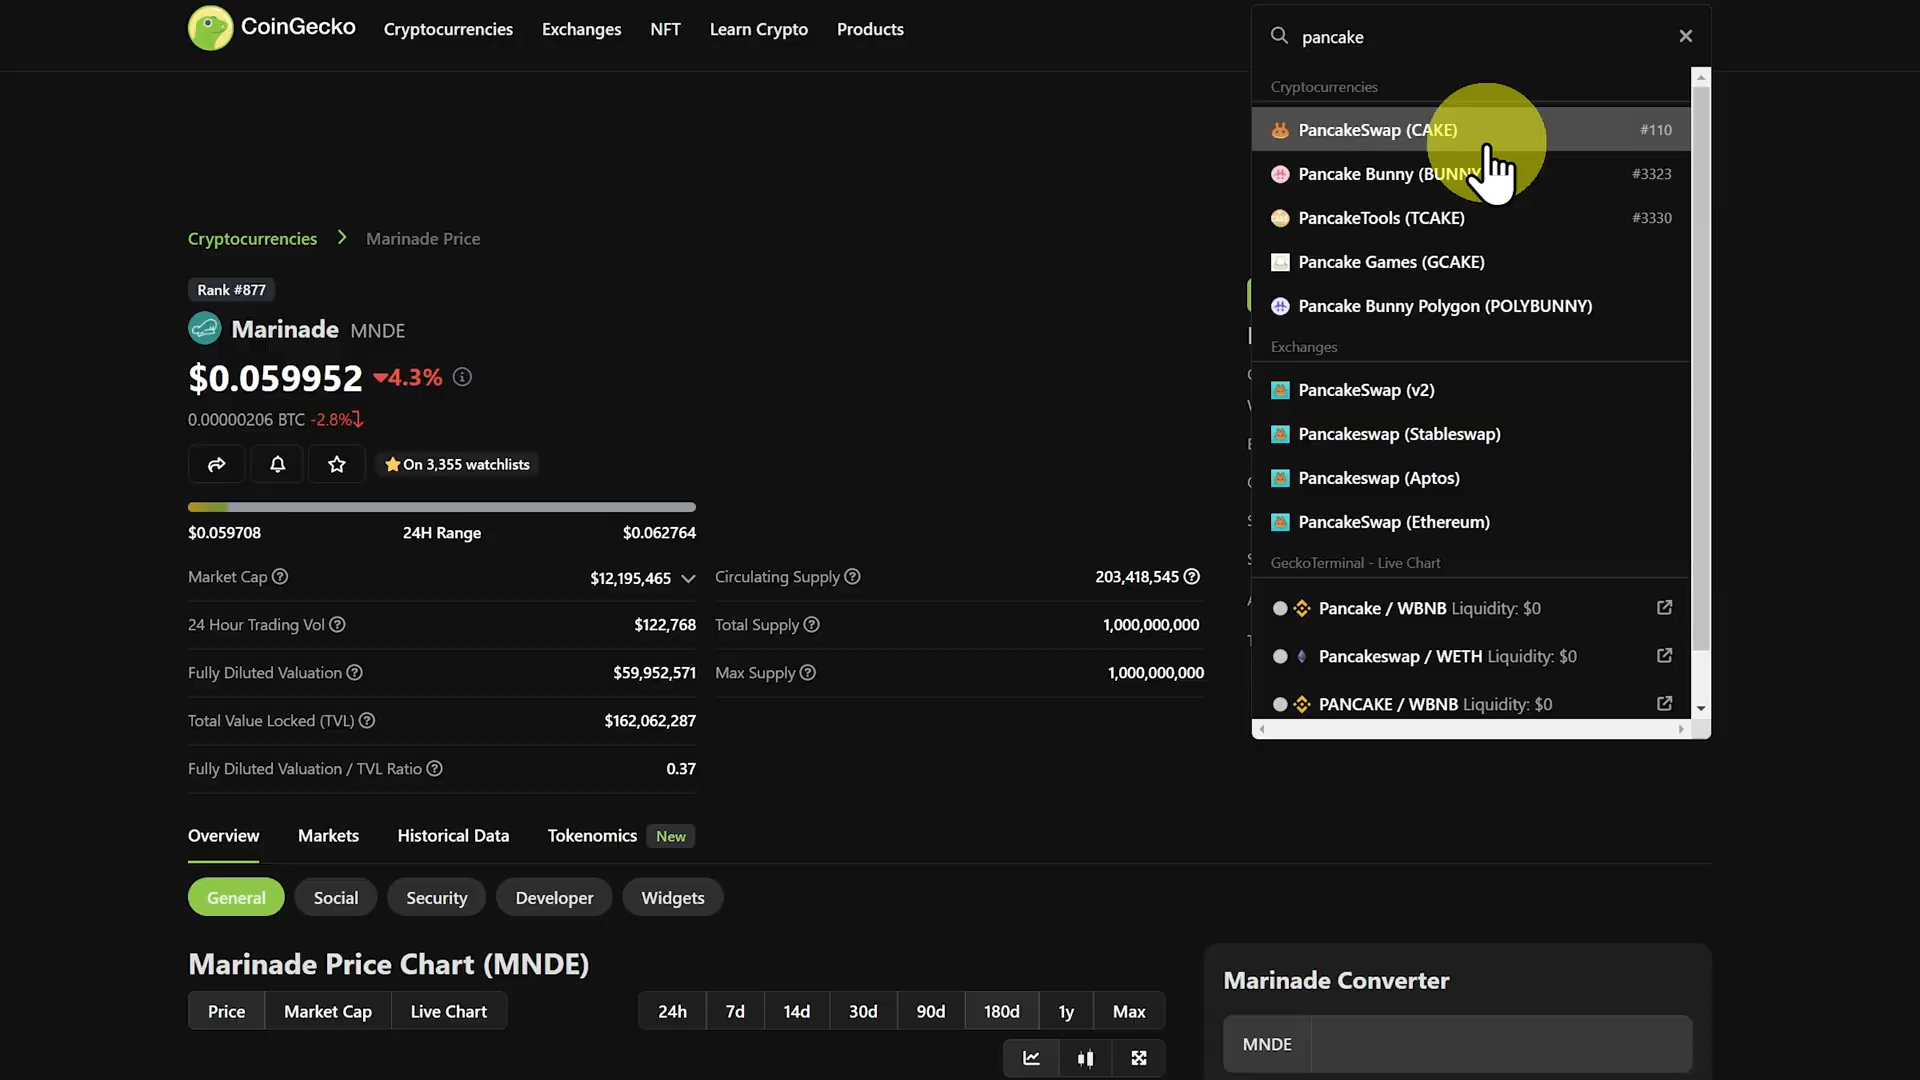 CoinGecko
Cryptocurrencies
Exchanges
NFT
Learn Crypto
Products
pancake
Cryptocurrencies
PancakeSwap (CAKE) #110
Pancake Bunny (BUNNY #3323
PancakeTools (TCAKE) #3330
Pancake Games (GCAKE)
Pancake Bunny Polygon (POLYBUNNY)
Exchanges
PancakeSwap (v2)
Pancakeswap (Stableswap)
Pancakeswap (Aptos)
PancakeSwap (Ethereum)
GeckoTerminal - Live Chart
Pancake / WBNB Liquidity: $0
Pancakeswap / WETH Liquidity: $0
PANCAKE / WBNB Liquidity: $0
Cryptocurrencies > Marinade Price
Rank #877
Marinade MNDE
$0.059952 4.3%
0.00000206 BTC -2.8%
On 3,355 watchlists
$0.059708 24H Range $0.062764
Market Cap $12,195,465
24 Hour Trading Vol $122,768
Fully Diluted Valuation $59,952,571
Total Value Locked (TVL) $162,062,287
Fully Diluted Valuation / TVL Ratio 0.37
Circulating Supply 203,418,545
Total Supply 1,000,000,000
Max Supply 1,000,000,000
Overview Markets Historical Data Tokenomics New
General Social Security Developer Widgets
Marinade Price Chart (MNDE)
Price Market Cap Live Chart
24h 7d 14d 30d 90d 180d 1y Max
Marinade Converter
MNDE